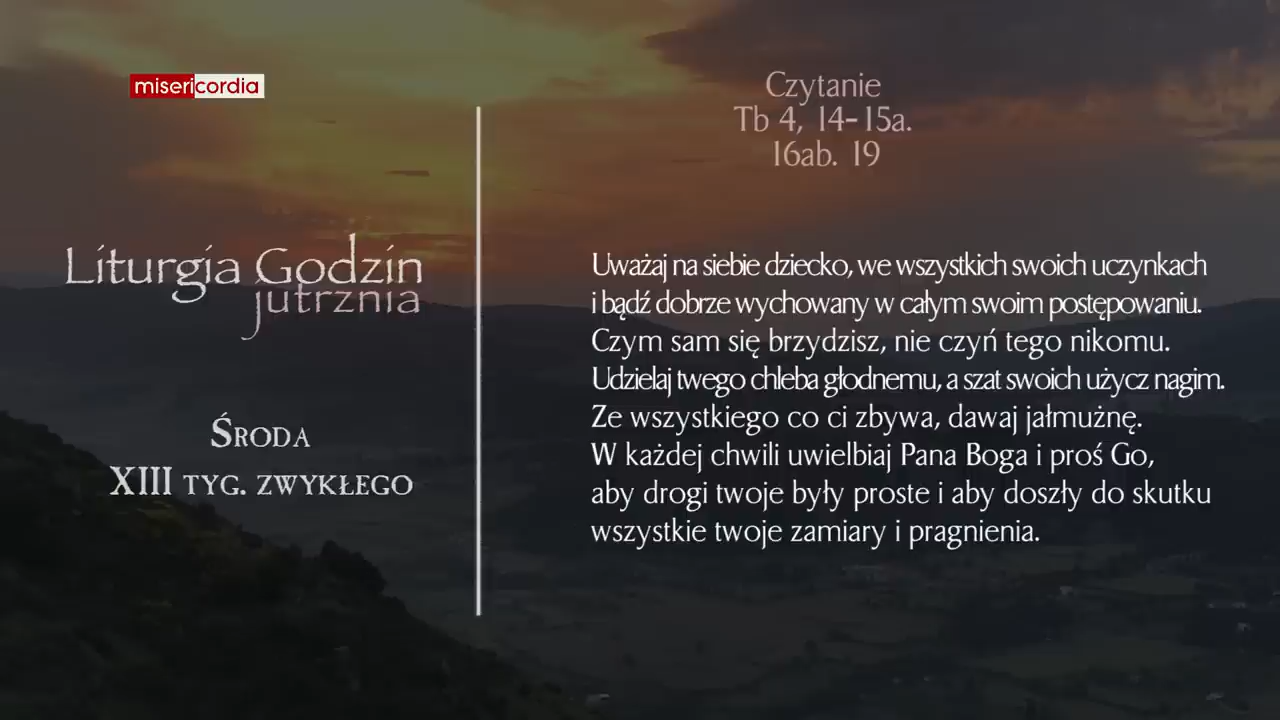 misericordia
Liturgia Godzin
jutrznia
Środa
XIII tyg. zwykłego
Czytanie
Tb 4, 14-15a.
16ab. 19
Uważaj na siebie dziecko, we wszystkich swoich uczynkach
i bądź dobrze wychowany w całym swoim postępowaniu.
Czym sam się brzydzisz, nie czyń tego nikomu.
Udzielaj twego chleba głodnemu, a szat swoich użycz nagim.
Ze wszystkiego co ci zbywa, dawaj jałmużnę.
W każdej chwili uwielbiaj Pana Boga i proś Go,
aby drogi twoje były proste i aby doszły do skutku
wszystkie twoje zamiary i pragnienia.